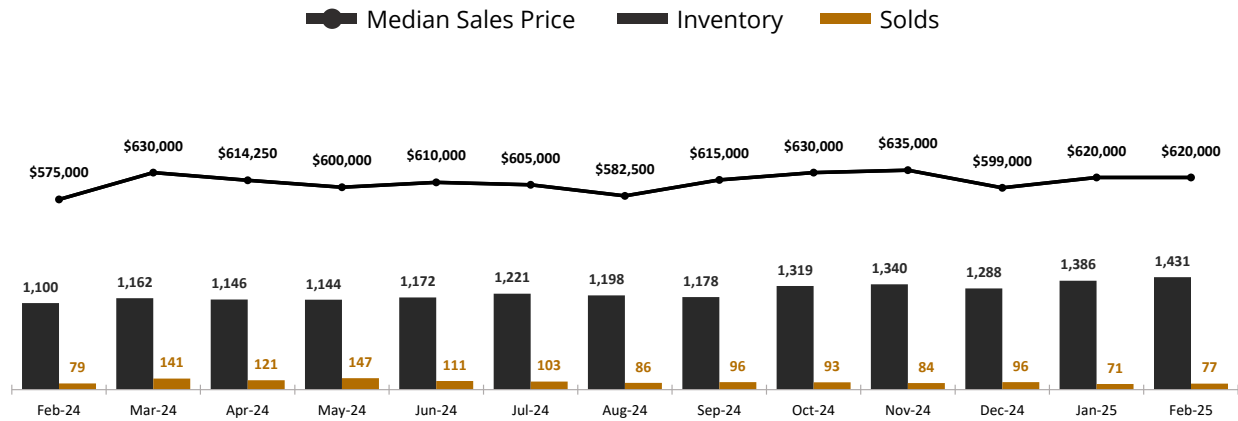 Median Sales Price Inventory Solds
$575,000 $630,000 $614,250 $600,000 $610,000 $605,000 $582,500 $615,000 $630,000 $635,000 $599,000 $620,000 $620,000
1,100 1,162 1,146 1,144 1,172 1,221 1,198 1,178 1,319 1,340 1,288 1,386 1,431
79 141 121 147 111 103 86 96 93 84 96 71 77
Feb-24 Mar-24 Apr-24 May-24 Jun-24 Jul-24 Aug-24 Sep-24 Oct-24 Nov-24 Dec-24 Jan-25 Feb-25